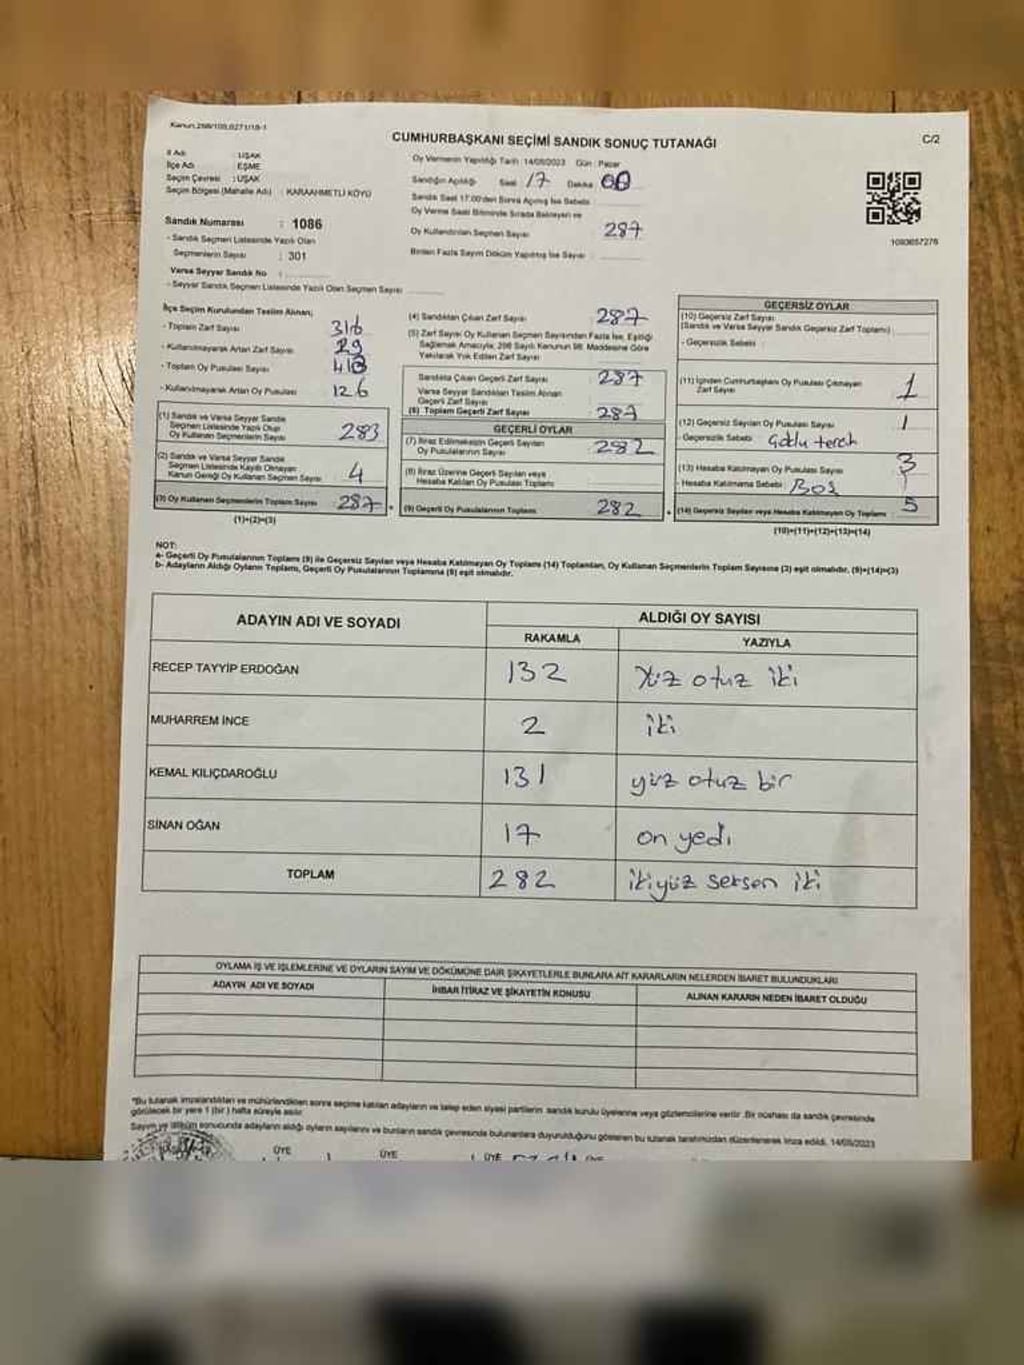 Kanun.298/105,6271/19-1
CUMHURBAŞKANI SEÇİMİ SANDIK SONUÇ TUTANAĞI
C/2
İl Adı : UŞAK
İlçe Adı : EŞME
Seçim Çevresi : UŞAK
Seçim Bölgesi (Mahalle Adı) : KARAAHMETLİ KÖYÜ
Sandık Numarası : 1086
- Sandık Seçmen Listesinde Yazılı Olan
Seçmenlerin Sayısı : 301
Varsa Seyyar Sandık No :
- Seyyar Sandık Seçmen Listesinde Yazılı Olan Seçmen Sayısı
Oy Vermenin Yapıldığı Tarih : 14/05/2023 Gün : Pazar
Sandığın Açıldığı Saat 17 Dakika 00
Sandık Saat 17:00'den Sonra Açılmış İse Sebebi
Oy Verme Saati Bitiminde Sırada Bekleyen ve
Oy Kullandırılan Seçmen Sayısı 287
Birden Fazla Sayım Döküm Yapılmış İse Sayısı :
1093657276
İlçe Seçim Kurulundan Teslim Alınan;
- Toplam Zarf Sayısı 316
- Kullanılmayarak Artan Zarf Sayısı 29
- Toplam Oy Pusulası Sayısı
- Kullanılmayarak Artan Oy Pusulası 126
(1) Sandık ve Varsa Seyyar Sandık
Seçmen Listesinde Yazılı Olup
Oy Kullanan Seçmenlerin Sayısı 283
(2) Sandık ve Varsa Seyyar Sandık
Seçmen Listesinde Kayıtlı Olmayan
Kanun Gereği Oy Kullanan Seçmen Sayısı 4
(3) Oy Kullanan Seçmenlerin Toplam Sayısı 287
(1)+(2)=(3)
(4) Sandıktan Çıkan Zarf Sayısı 287
(5) Zarf Sayısı Oy Kullanan Seçmen Sayısından Fazla İse, Eşitliği
Sağlamak Amacıyla, 298 Sayılı Kanunun 98. Maddesine Göre
Yakılarak Yok Edilen Zarf Sayısı
Sandıkta Çıkan Geçerli Zarf Sayısı 287
Varsa Seyyar Sandıktan Teslim Alınan
Geçerli Zarf Sayısı
(6) Toplam Geçerli Zarf Sayısı 287
GEÇERLİ OYLAR
(7) İtiraz Edilmeksizin Geçerli Sayılan
Oy Pusulalarının Sayısı 282
(8) İtiraz Üzerine Geçerli Sayılan veya
Hesaba Katılan Oy Pusulası Toplamı
(9) Geçerli Oy Pusulalarının Toplamı 282
GEÇERSİZ OYLAR
(10) Geçersiz Zarf Sayısı
(Sandık ve Varsa Seyyar Sandık Geçersiz Zarf Toplamı)
- Geçersizlik Sebebi :
(11) İçinden Cumhurbaşkanı Oy Pusulası Çıkmayan
Zarf Sayısı 1
(12) Geçersiz Sayılan Oy Pusulası Sayısı 1
- Geçersizlik Sebebi
(13) Hesaba Katılmayan Oy Pusulası Sayısı 3
- Hesaba Katılmama Sebebi : Boş
(14) Geçersiz Sayılan veya Hesaba Katılmayan Oy Toplamı 5
(10)+(11)+(12)+(13)=(14)
NOT:
a- Geçerli Oy Pusulalarının Toplamı (9) ile Geçersiz Sayılan veya Hesaba Katılmayan Oy Toplamı (14) Toplamları, Oy Kullanan Seçmenlerin Toplam Sayısına (3) eşit olmalıdır, (9)+(14)=(3)
b- Adayların Aldığı Oyların Toplamı, Geçerli Oy Pusulalarının Toplamına (9) eşit olmalıdır.
ADAYIN ADI VE SOYADI
ALDIĞI OY SAYISI
RAKAMLA YAZIYLA
RECEP TAYYİP ERDOĞAN 132 Yüz otuz iki
MUHARREM İNCE 2 iki
KEMAL KILIÇDAROĞLU 131 yüz otuz bir
SİNAN OĞAN 17 on yedi
TOPLAM 282 ikiyüz seksen iki
OYLAMA İŞ VE İŞLEMLERİNE VE OYLARIN SAYIM VE DÖKÜMÜNE DAİR ŞİKAYETLERLE BUNLARA AİT KARARLARIN NELERDEN İBARET BULUNDUKLARI
ADAYIN ADI VE SOYADI İHBAR İTİRAZ VE ŞİKAYETİN KONUSU ALINAN KARARIN NEDEN İBARET OLDUĞU
"Bu tutanak imzalandıktan ve mühürlendikten sonra seçime katılan adayların ve talep eden siyasi partilerin sandık kurulu üyelerine veya gözlemcilerine verilir. Bir nüshası da sandık çevresinde
görülecek bir yere 1 (bir) hafta süreyle asılır.
Sayım ve döküm sonucunda adayların aldığı oyların sayılarını ve bunların sandık çevresinde bulunanlara duyurulduğunu gösteren bu tutanak tarafımızdan düzenlenerek imza edildi. 14/05/2023
ÜYE ÜYE ÜYE ÜYE